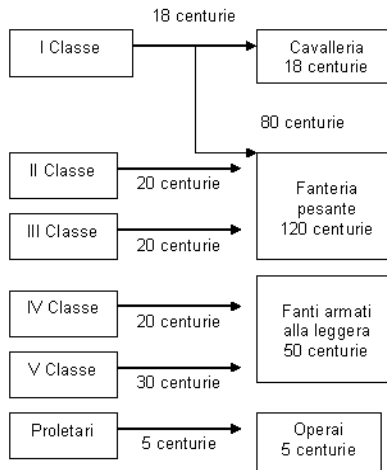 18 centurie
I Classe
Cavalleria
18 centurie
80 centurie
II Classe
20 centurie
Fanteria
pesante
120 centurie
III Classe
20 centurie
IV Classe
20 centurie
Fanti armati
alla leggera
50 centurie
V Classe
30 centurie
Proletari
5 centurie
Operai
5 centurie